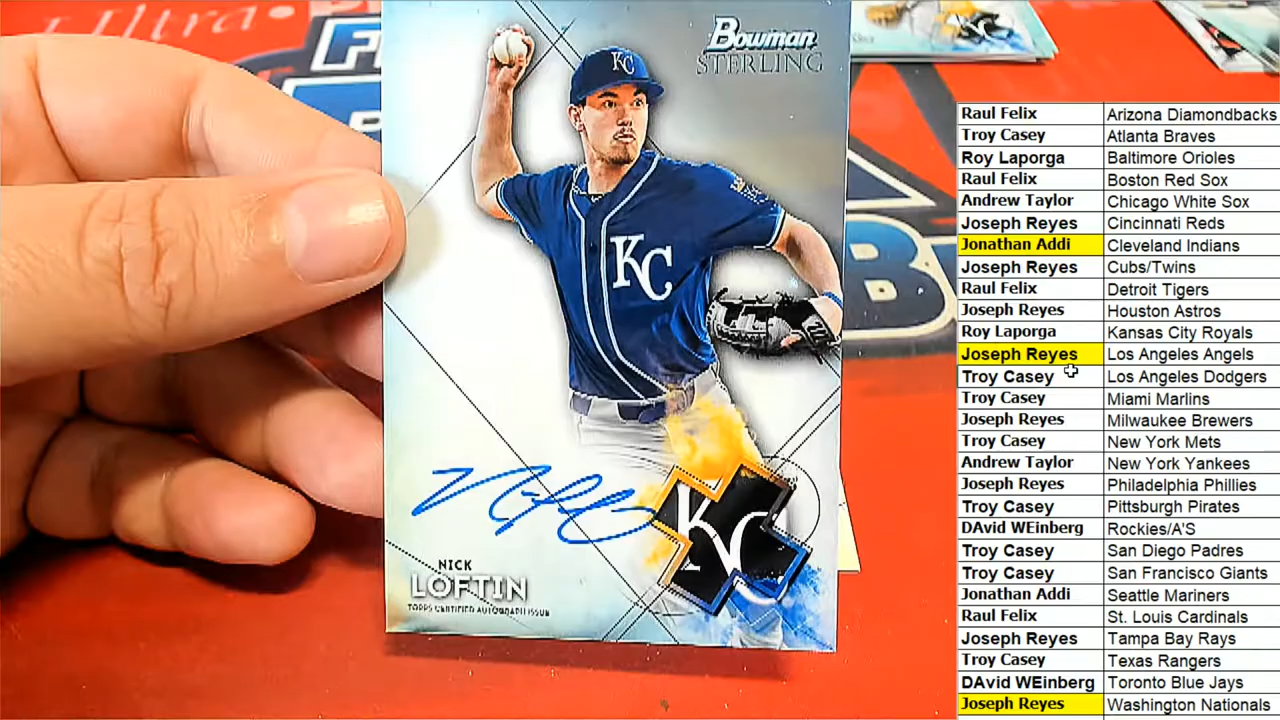 Ultra
Bowman
STERLING
KC
KC
KC
NICK
LOFTIN
TOPPS CERTIFIED AUTOGRAPH ISSUE
B
Raul Felix Arizona Diamondbacks
Troy Casey Atlanta Braves
Roy Laporga Baltimore Orioles
Raul Felix Boston Red Sox
Andrew Taylor Chicago White Sox
Joseph Reyes Cincinnati Reds
Jonathan Addi Cleveland Indians
Joseph Reyes Cubs/Twins
Raul Felix Detroit Tigers
Joseph Reyes Houston Astros
Roy Laporga Kansas City Royals
Joseph Reyes Los Angeles Angels
Troy Casey Los Angeles Dodgers
Troy Casey Miami Marlins
Joseph Reyes Milwaukee Brewers
Troy Casey New York Mets
Andrew Taylor New York Yankees
Joseph Reyes Philadelphia Phillies
Troy Casey Pittsburgh Pirates
DAvid WEinberg Rockies/A'S
Troy Casey San Diego Padres
Troy Casey San Francisco Giants
Jonathan Addi Seattle Mariners
Raul Felix St. Louis Cardinals
Joseph Reyes Tampa Bay Rays
Troy Casey Texas Rangers
DAvid WEinberg Toronto Blue Jays
Joseph Reyes Washington Nationals